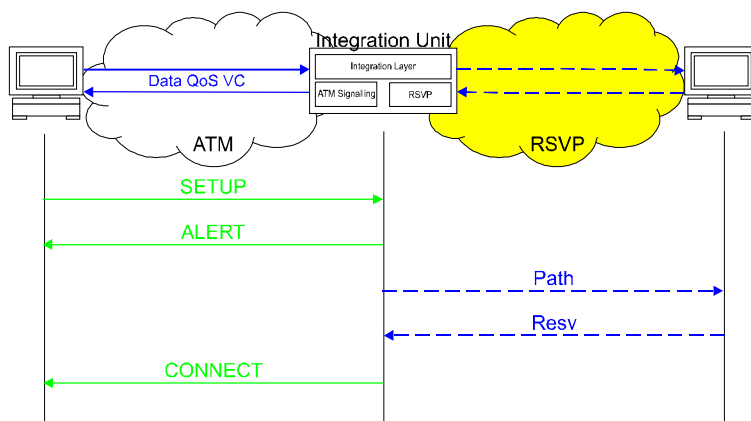 Integration Unit
Integration Layer
Data QoS VC
ATM Signalling
RSVP
ATM
RSVP
SETUP
ALERT
Path
Resv
CONNECT